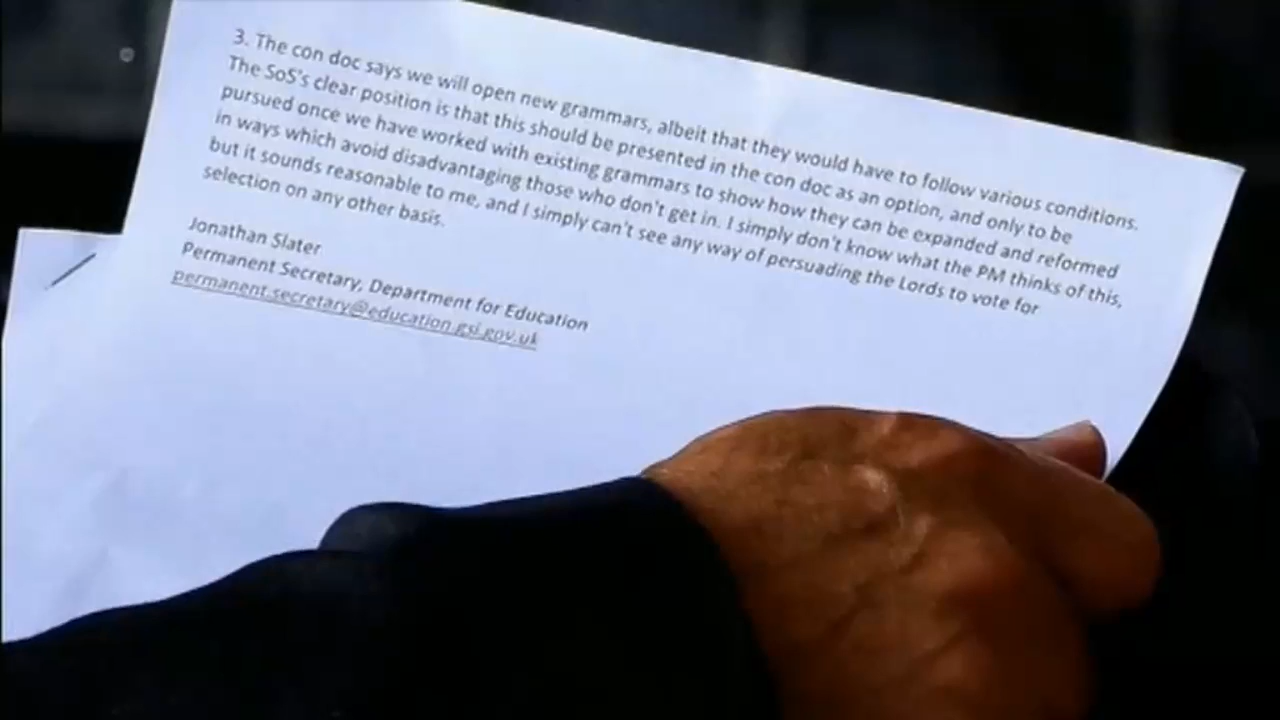 3. The con doc says we will open new grammars, albeit that they would have to follow various conditions.
The SoS's clear position is that this should be presented in the con doc as an option, and only to be
pursued once we have worked with existing grammars to show how they can be expanded and reformed
in ways which avoid disadvantaging those who don't get in. I simply don't know what the PM thinks of this,
but it sounds reasonable to me, and I simply can't see any way of persuading the Lords to vote for
selection on any other basis.
Jonathan Slater
Permanent Secretary, Department for Education
permanent.secretary@education.gsi.gov.uk